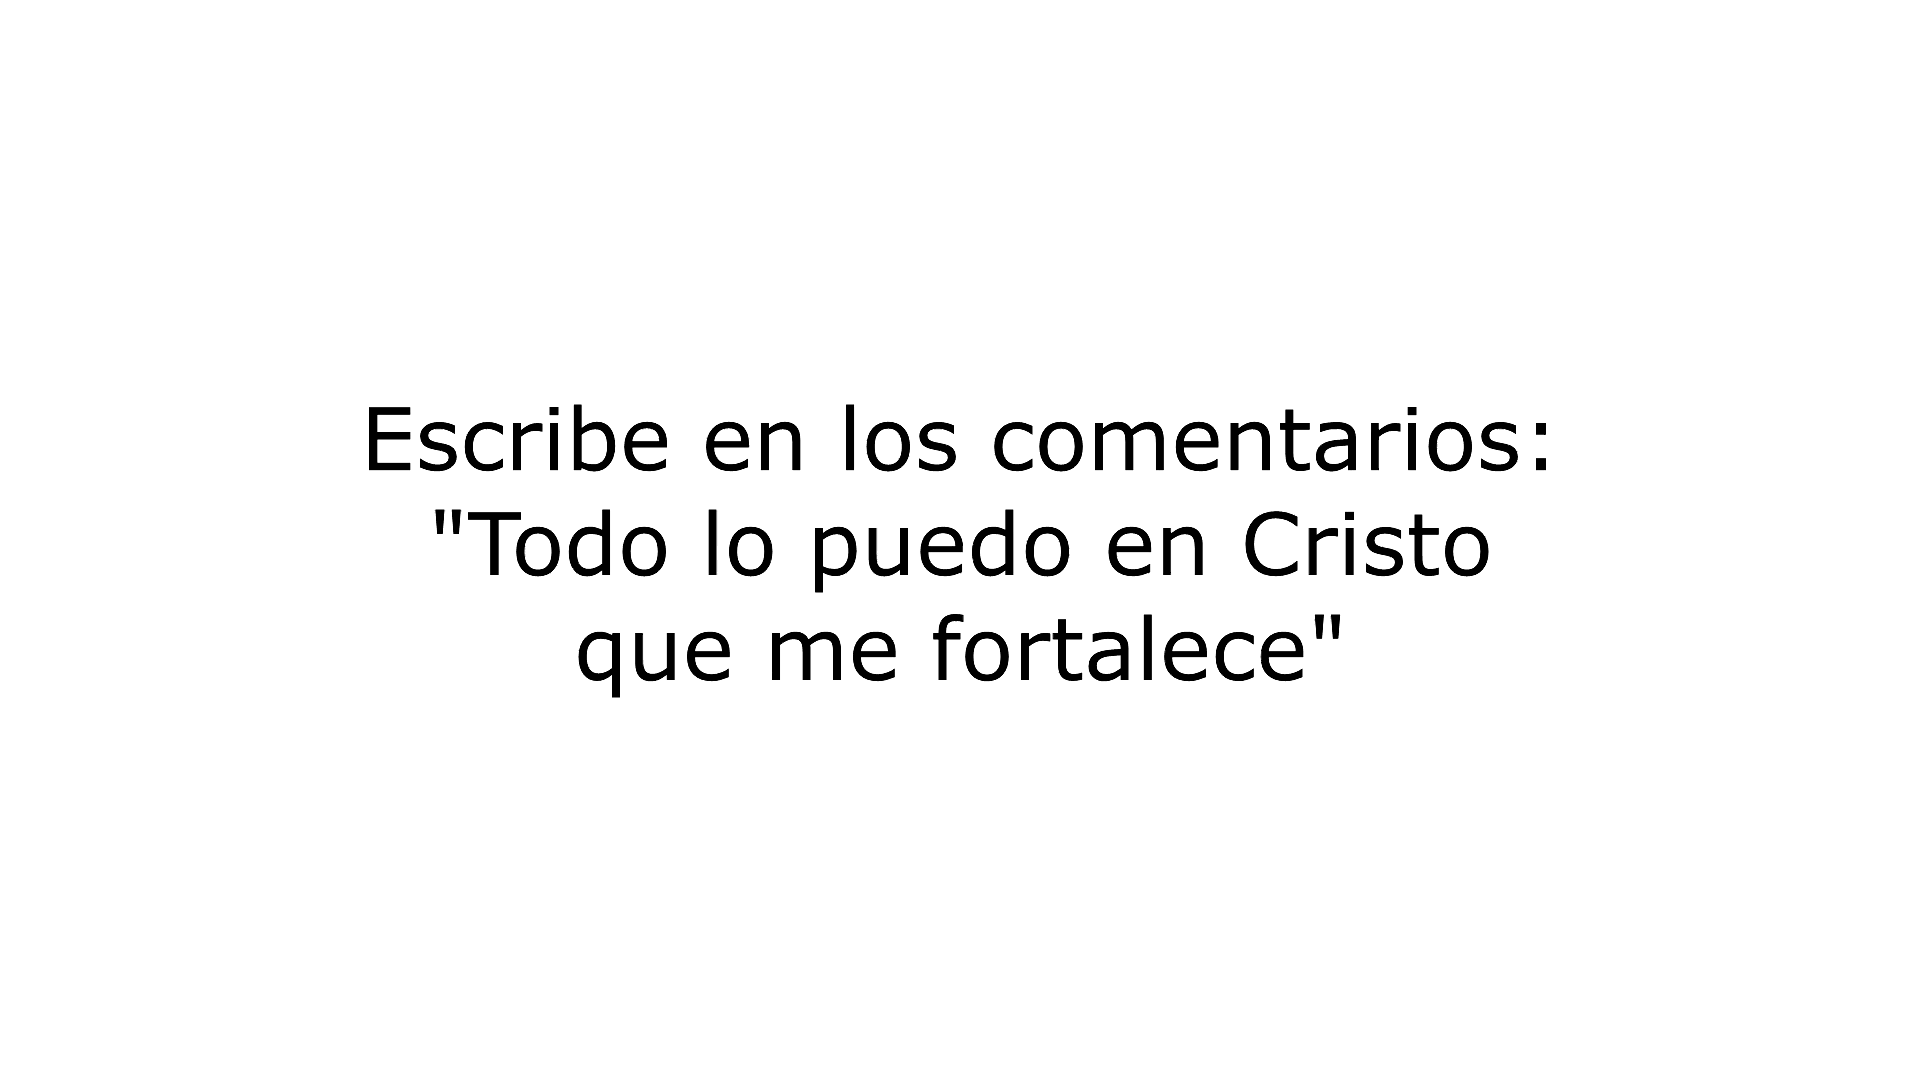 Escribe en los comentarios:
"Todo lo puedo en Cristo
que me fortalece"